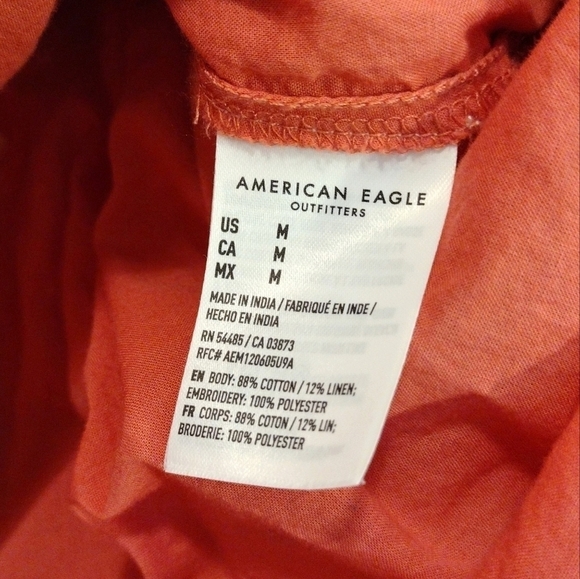 AMERICAN EAGLE
OUTFITTERS
US M
CA M
MX M
MADE IN INDIA / FABRIQUÉ EN INDE /
HECHO EN INDIA
RN 54485 / CA 03873
RFC# AEM120605U9A
EN BODY: 88% COTTON / 12% LINEN;
EMBROIDERY: 100% POLYESTER
FR CORPS: 88% COTON / 12% LIN;
BRODERIE: 100% POLYESTER